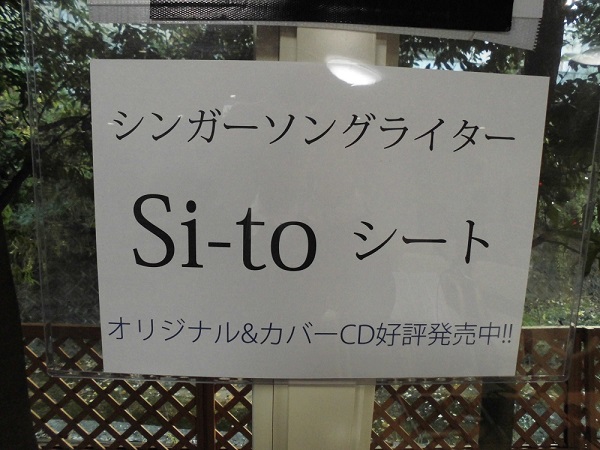 シンガーソングライター
Si-to シート
オリジナル&カバーCD好評発売中!!